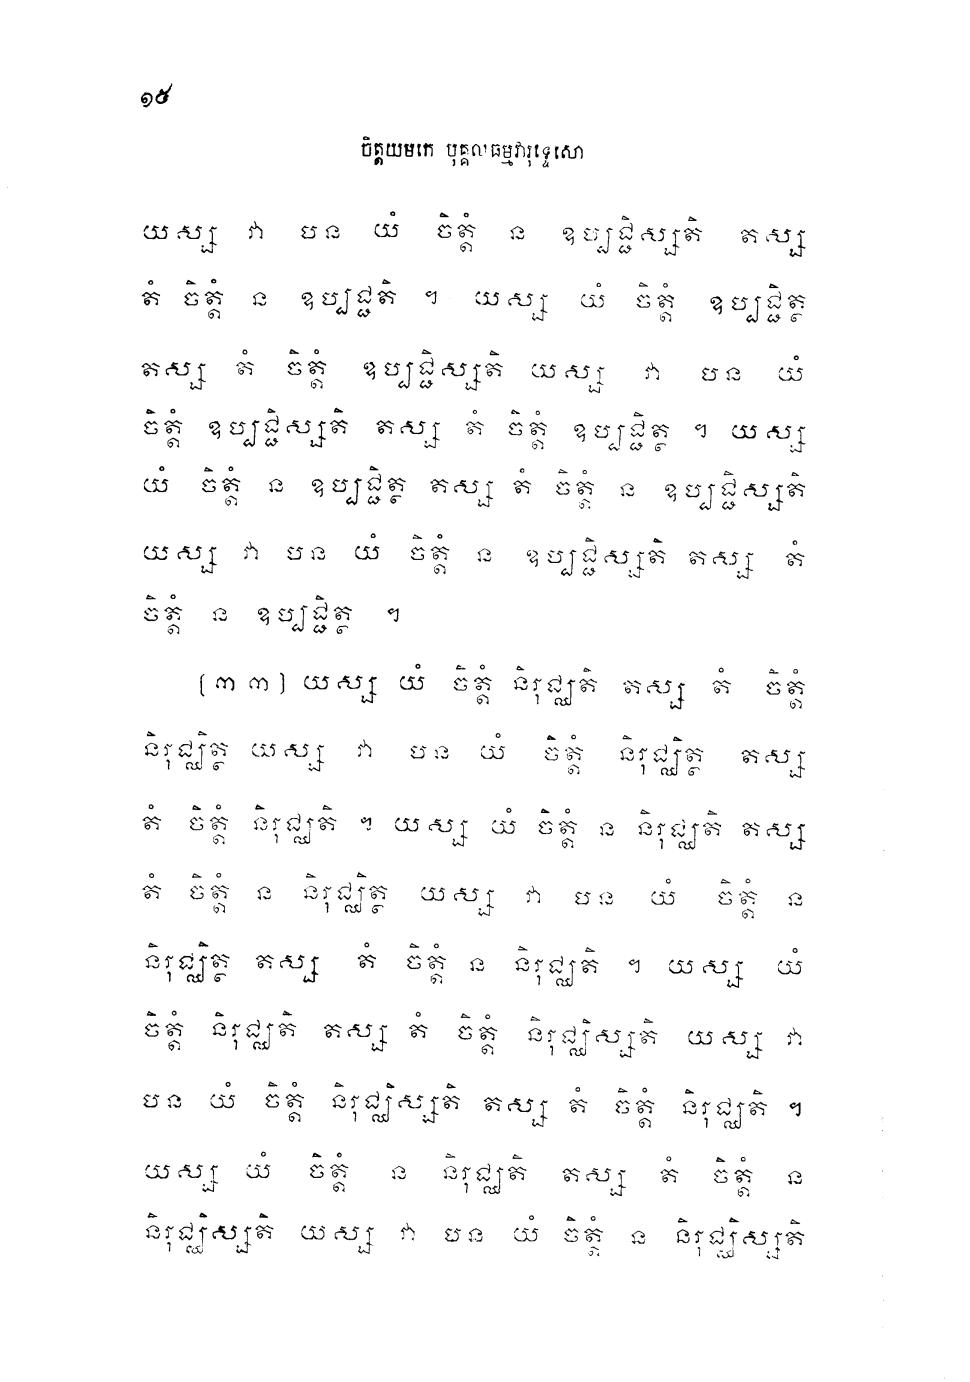 ១៥
ចិត្តយមកេ បុគ្គលធម្មវារុទ្ទេសោ
យស្ស វា បន យំ ចិត្តំ ន ឧប្បជ្ជិស្សតិ តស្ស
តំ ចិត្តំ ន ឧប្បជ្ជតិ ។ យស្ស យំ ចិត្តំ ឧប្បជ្ជិត្ថ
តស្ស តំ ចិត្តំ ឧប្បជ្ជិស្សតិ យស្ស វា បន យំ
ចិត្តំ ឧប្បជ្ជិស្សតិ តស្ស តំ ចិត្តំ ឧប្បជ្ជិត្ថ ។ យស្ស
យំ ចិត្តំ ន ឧប្បជ្ជិត្ថ តស្ស តំ ចិត្តំ ន ឧប្បជ្ជិស្សតិ
យស្ស វា បន យំ ចិត្តំ ន ឧប្បជ្ជិស្សតិ តស្ស តំ
ចិត្តំ ន ឧប្បជ្ជិត្ថ ។
(៣៣) យស្ស យំ ចិត្តំ និរុជ្ឈតិ តស្ស តំ ចិត្តំ
និរុជ្ឈិត្ថ យស្ស វា បន យំ ចិត្តំ និរុជ្ឈិត្ថ តស្ស
តំ ចិត្តំ និរុជ្ឈតិ ។ យស្ស យំ ចិត្តំ ន និរុជ្ឈតិ តស្ស
តំ ចិត្តំ ន និរុជ្ឈិត្ថ យស្ស វា បន យំ ចិត្តំ ន
និរុជ្ឈិត្ថ តស្ស តំ ចិត្តំ ន និរុជ្ឈតិ ។ យស្ស យំ
ចិត្តំ និរុជ្ឈតិ តស្ស តំ ចិត្តំ និរុជ្ឈិស្សតិ យស្ស វា
បន យំ ចិត្តំ និរុជ្ឈិស្សតិ តស្ស តំ ចិត្តំ និរុជ្ឈតិ ។
យស្ស យំ ចិត្តំ ន និរុជ្ឈតិ តស្ស តំ ចិត្តំ ន
និរុជ្ឈិស្សតិ យស្ស វា បន យំ ចិត្តំ ន និរុជ្ឈិស្សតិ